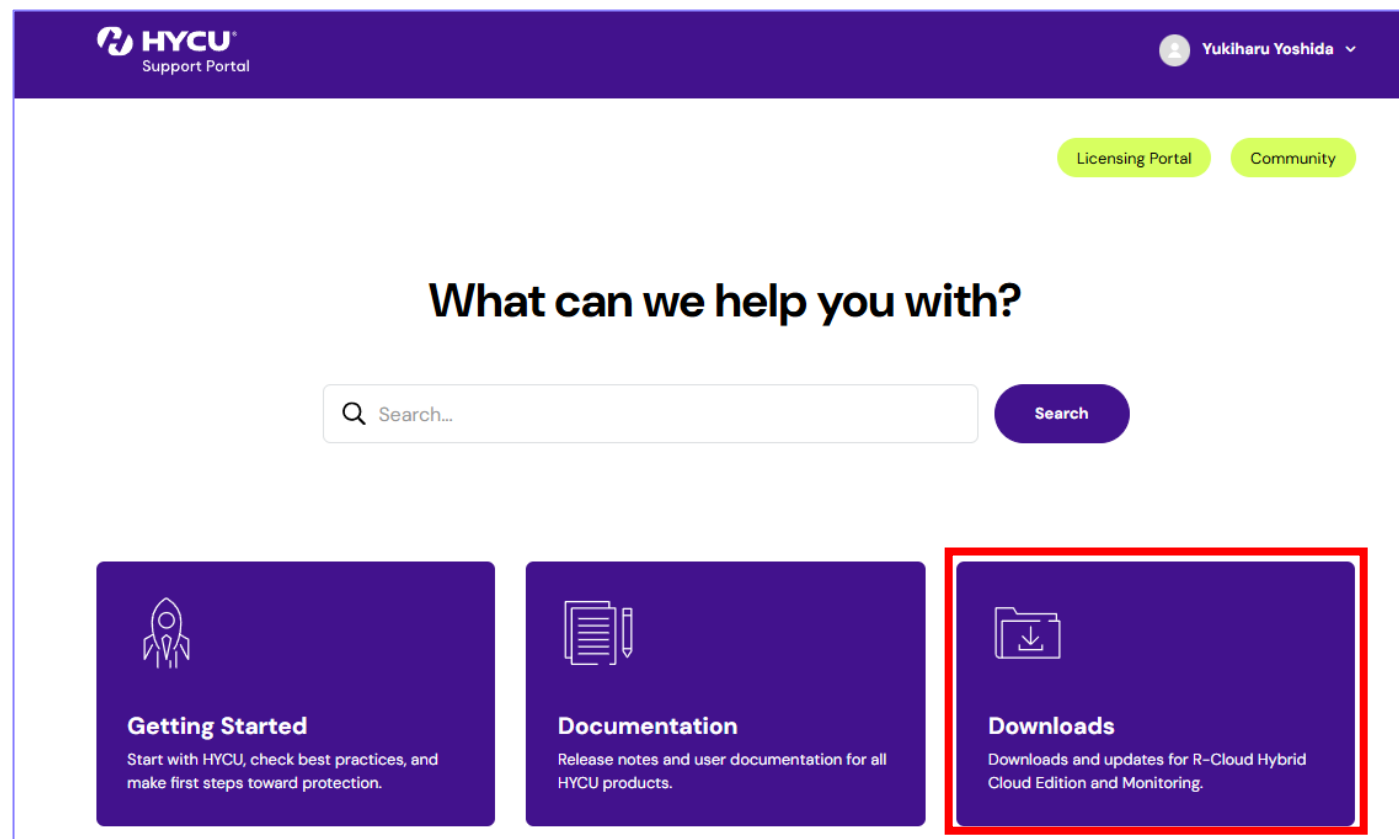 HYCU®
Support Portal
Yukiharu Yoshida
Licensing Portal
Community
What can we help you with?
Search...
Search
Getting Started
Start with HYCU, check best practices, and
make first steps toward protection.
Documentation
Release notes and user documentation for all
HYCU products.
Downloads
Downloads and updates for R-Cloud Hybrid
Cloud Edition and Monitoring.